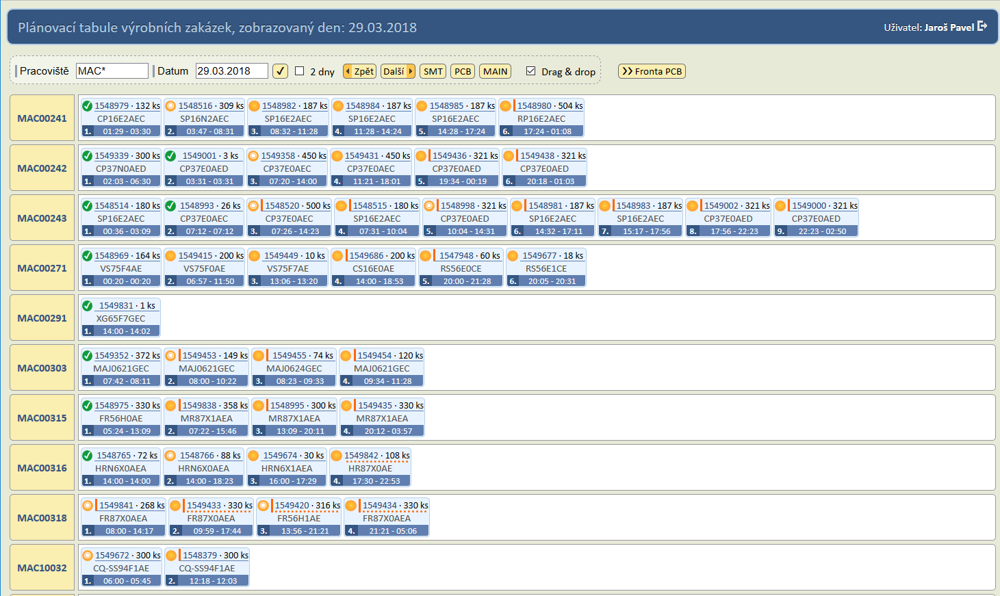 Plánovací tabule výrobních zakázek, zobrazovaný den: 29.03.2018
Uživatel: Jaroš Pavel
Pracoviště MAC* Datum 29.03.2018 2 dny Zpět Další SMT PCB MAIN Drag & drop Fronta PCB
MAC00241
1548979 · 132 ks 1548516 · 309 ks 1548982 · 187 ks 1548984 · 187 ks 1548985 · 187 ks 1548980 · 504 ks
CP16E2AEC SP16N2AEC SP16E2AEC SP16E2AEC SP16E2AEC RP16E2AEC
1. 01:29 - 03:30 2. 03:47 - 08:31 3. 08:32 - 11:28 4. 11:28 - 14:24 5. 14:28 - 17:24 6. 17:24 - 01:08
MAC00242
1549339 · 300 ks 1549001 · 3 ks 1549358 · 450 ks 1549431 · 450 ks 1549436 · 321 ks 1549438 · 321 ks
CP37N0AED CP37E0AED CP37E0AEC CP37E0AEC CP37E0AED CP37E0AED
1. 02:03 - 06:30 2. 03:31 - 03:31 3. 07:20 - 14:00 4. 11:21 - 18:01 5. 19:34 - 00:19 6. 20:18 - 01:03
MAC00243
1548514 · 180 ks 1548993 · 26 ks 1548520 · 500 ks 1548515 · 180 ks 1548998 · 321 ks 1548981 · 187 ks 1548983 · 187 ks 1549002 · 321 ks 1549000 · 321 ks
SP16E2AEC CP37E0AEC CP37E0AEC SP16E2AEC CP37E0AED SP16E2AEC SP16E2AEC CP37E0AED CP37E0AED
1. 00:36 - 03:09 2. 07:12 - 07:12 3. 07:26 - 14:23 4. 07:31 - 10:04 5. 10:04 - 14:31 6. 14:32 - 17:11 7. 15:17 - 17:56 8. 17:56 - 22:23 9. 22:23 - 02:50
MAC00271
1548969 · 164 ks 1549415 · 200 ks 1549449 · 10 ks 1549686 · 200 ks 1547948 · 60 ks 1549677 · 18 ks
VS75F4AE VS75F0AE VS75F7AE CS16E0AE RS56E0CE RS56E1CE
1. 00:20 - 00:20 2. 06:57 - 11:50 3. 13:06 - 13:20 4. 14:00 - 18:53 5. 20:00 - 21:28 6. 20:05 - 20:31
MAC00291
1549831 · 1 ks
XG65F7GEC
1. 14:00 - 14:02
MAC00303
1549352 · 372 ks 1549453 · 149 ks 1549455 · 74 ks 1549454 · 120 ks
MAJ0621GEC MAJ0621GEC MAJ0624GEC MAJ0621GEC
1. 07:42 - 08:11 2. 08:00 - 10:22 3. 08:23 - 09:33 4. 09:34 - 11:28
MAC00315
1548975 · 330 ks 1549838 · 358 ks 1548995 · 300 ks 1549435 · 330 ks
FR56H0AE MR87X1AEA MR87X1AEA MR87X1AEA
1. 05:24 - 13:09 2. 07:22 - 15:46 3. 13:09 - 20:11 4. 20:12 - 03:57
MAC00316
1548765 · 72 ks 1548766 · 88 ks 1549674 · 30 ks 1549842 · 108 ks
HRN6X0AEA HRN6X0AEA HRN6X1AEA HR87X0AE
1. 14:00 - 14:00 2. 14:00 - 18:23 3. 16:00 - 17:29 4. 17:30 - 22:53
MAC00318
1549841 · 268 ks 1549433 · 330 ks 1549420 · 316 ks 1549434 · 330 ks
FR87X0AEA FR87X0AEA FR56H1AE FR87X0AEA
1. 08:00 - 14:17 2. 09:59 - 17:44 3. 13:56 - 21:21 4. 21:21 - 05:06
MAC10032
1549672 · 300 ks 1548379 · 300 ks
CQ-SS94F1AE CQ-SS94F1AE
1. 06:00 - 05:45 2. 12:18 - 12:03